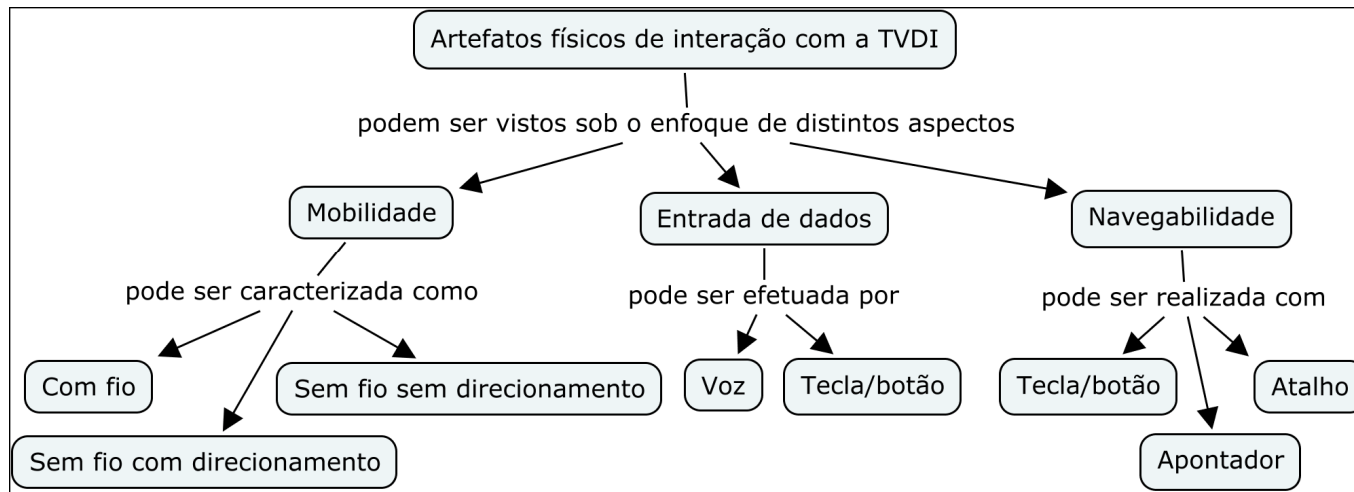 Artefatos físicos de interação com a TVDI
podem ser vistos sob o enfoque de distintos aspectos
Mobilidade
Entrada de dados
Navegabilidade
pode ser caracterizada como
pode ser efetuada por
pode ser realizada com
Com fio
Sem fio sem direcionamento
Voz
Tecla/botão
Tecla/botão
Atalho
Sem fio com direcionamento
Apontador